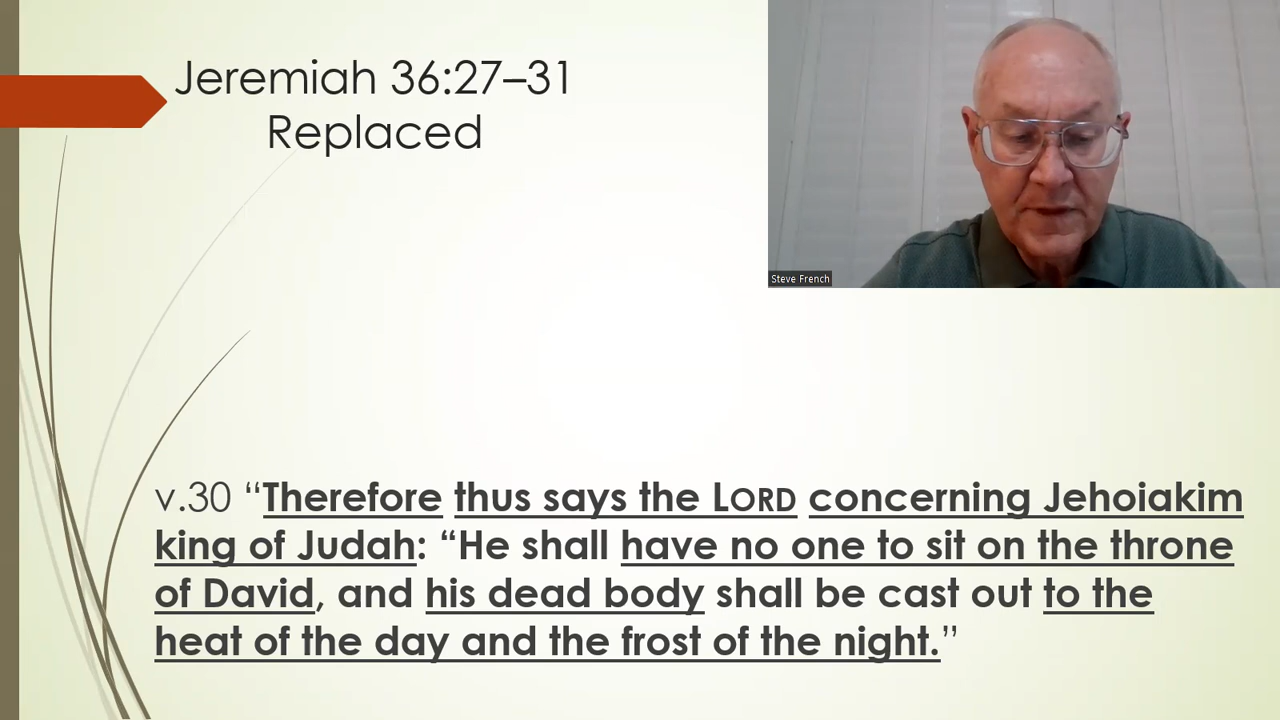 Jeremiah 36:27–31
Replaced
Steve French
v.30 “Therefore thus says the LORD concerning Jehoiakim
king of Judah: “He shall have no one to sit on the throne
of David, and his dead body shall be cast out to the
heat of the day and the frost of the night.”